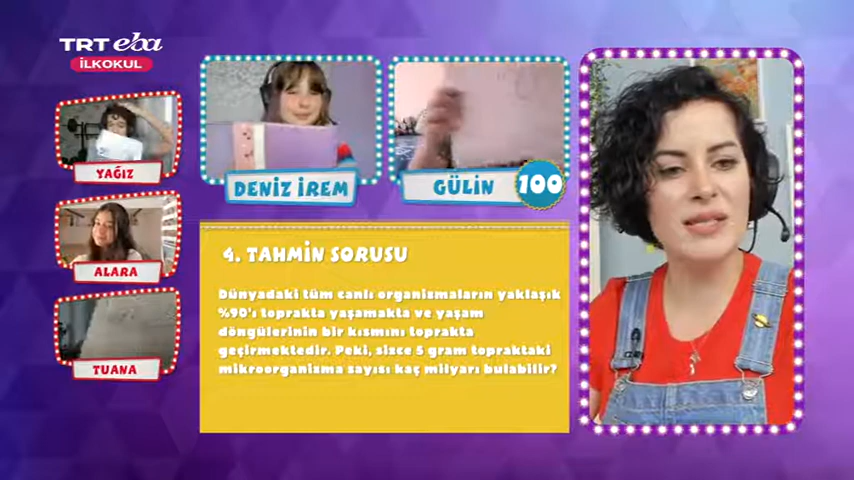 TRT eba
İLKOKUL
YAĞIZ
ALARA
TUANA
DENİZ İREM
GÜLİN
100
4. TAHMİN SORUSU
Dünyadaki tüm canlı organizmaların yaklaşık
%90'ı toprakta yaşamakta ve yaşam
döngülerinin bir kısmını toprakta
geçirmektedir. Peki, sizce 5 gram topraktaki
mikroorganizma sayısı kaç milyarı bulabilir?